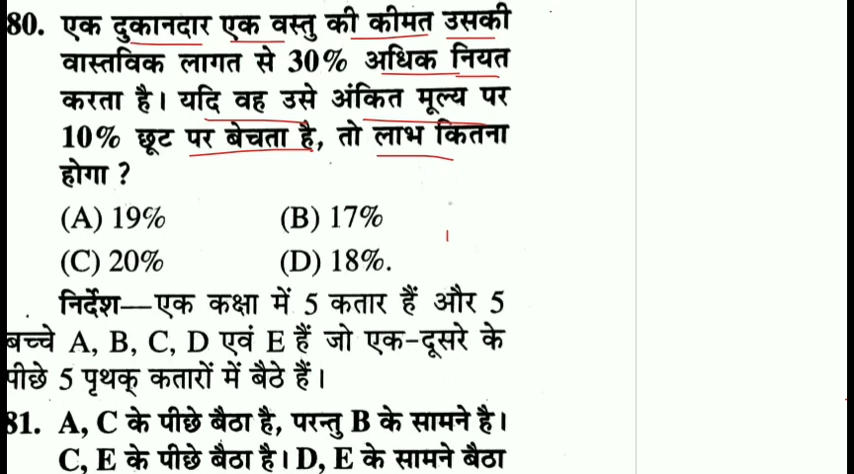 80. एक दुकानदार एक वस्तु की कीमत उसकी
वास्तविक लागत से 30% अधिक नियत
करता है। यदि वह उसे अंकित मूल्य पर
10% छूट पर बेचता है, तो लाभ कितना
होगा ?
(A) 19% (B) 17%
(C) 20% (D) 18%.
निर्देश—एक कक्षा में 5 कतार हैं और 5
बच्चे A, B, C, D एवं E हैं जो एक-दूसरे के
पीछे 5 पृथक् कतारों में बैठे हैं।
81. A, C के पीछे बैठा है, परन्तु B के सामने है।
C, E के पीछे बैठा है। D, E के सामने बैठा